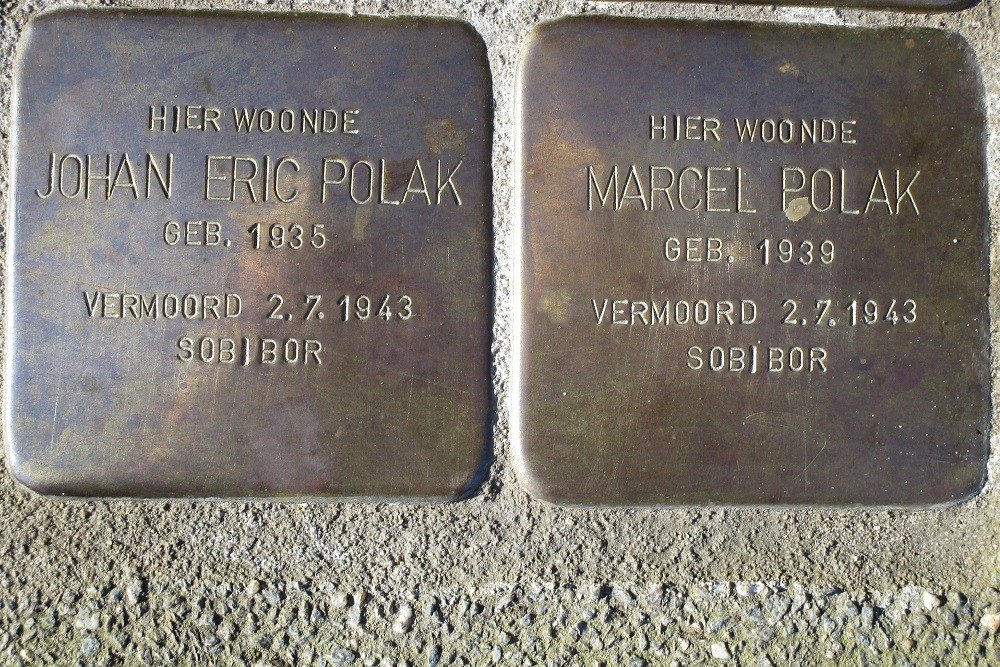 HIER WOONDE
JOHAN ERIC POLAK
GEB. 1935
VERMOORD 2.7.1943
SOBIBOR
HIER WOONDE
MARCEL POLAK
GEB. 1939
VERMOORD 2.7.1943
SOBIBOR